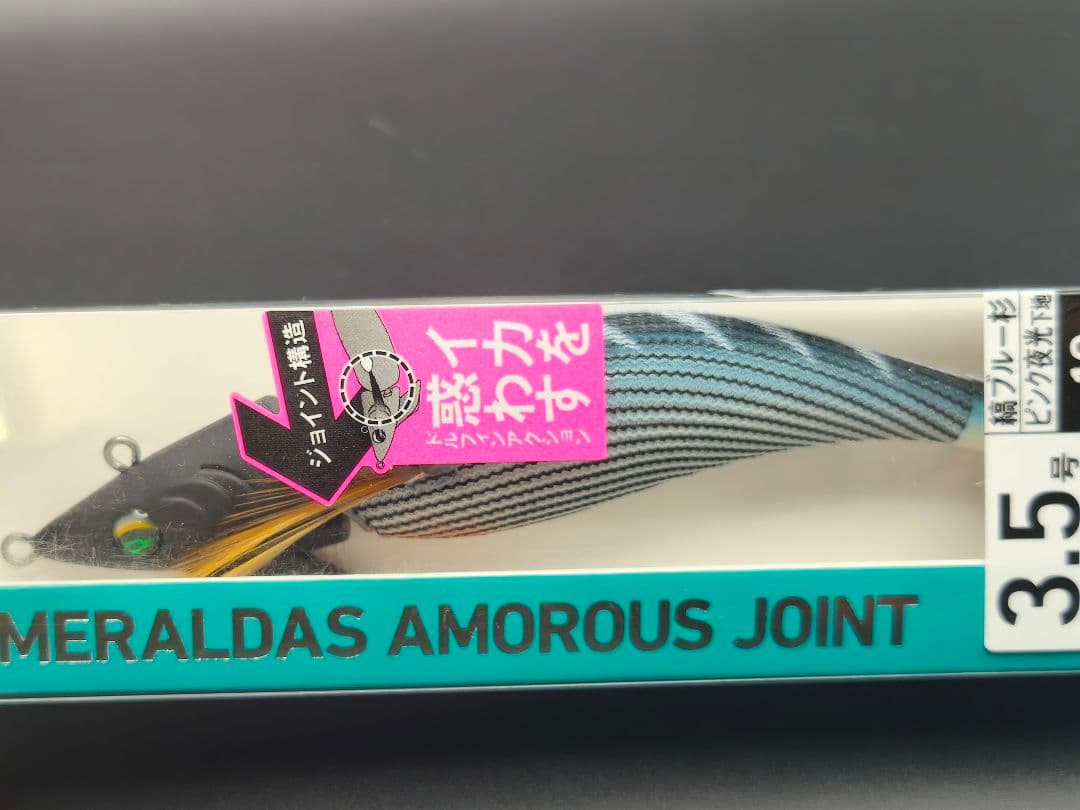 ジョイント構造
イカを
惑わす
ドルフィンアクション
MERALDAS AMOROUS JOINT
縞ブルー杉
ピンク夜光下地
3.5号